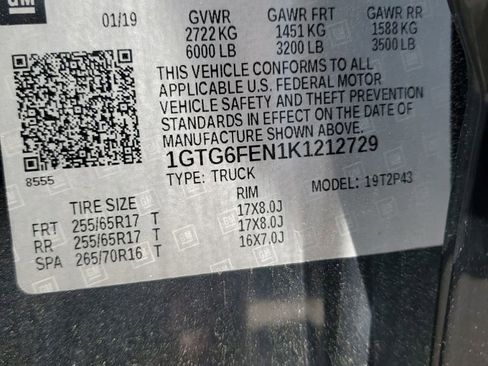 GM
01/19 GVWR GAWR FRT GAWR RR
2722 KG 1451 KG 1588 KG
6000 LB 3200 LB 3500 LB
THIS VEHICLE CONFORMS TO ALL
APPLICABLE U.S. FEDERAL MOTOR
VEHICLE SAFETY AND THEFT PREVENTION
STANDARDS IN EFFECT ON THE DATE OF
MANUFACTURE SHOWN ABOVE.
8555
1GTG6FEN1K1212729
TYPE: TRUCK MODEL: 19T2P43
TIRE SIZE RIM
FRT 255/65R17 T 17X8.0J
RR 255/65R17 T 17X8.0J
SPA 265/70R16 T 16X7.0J